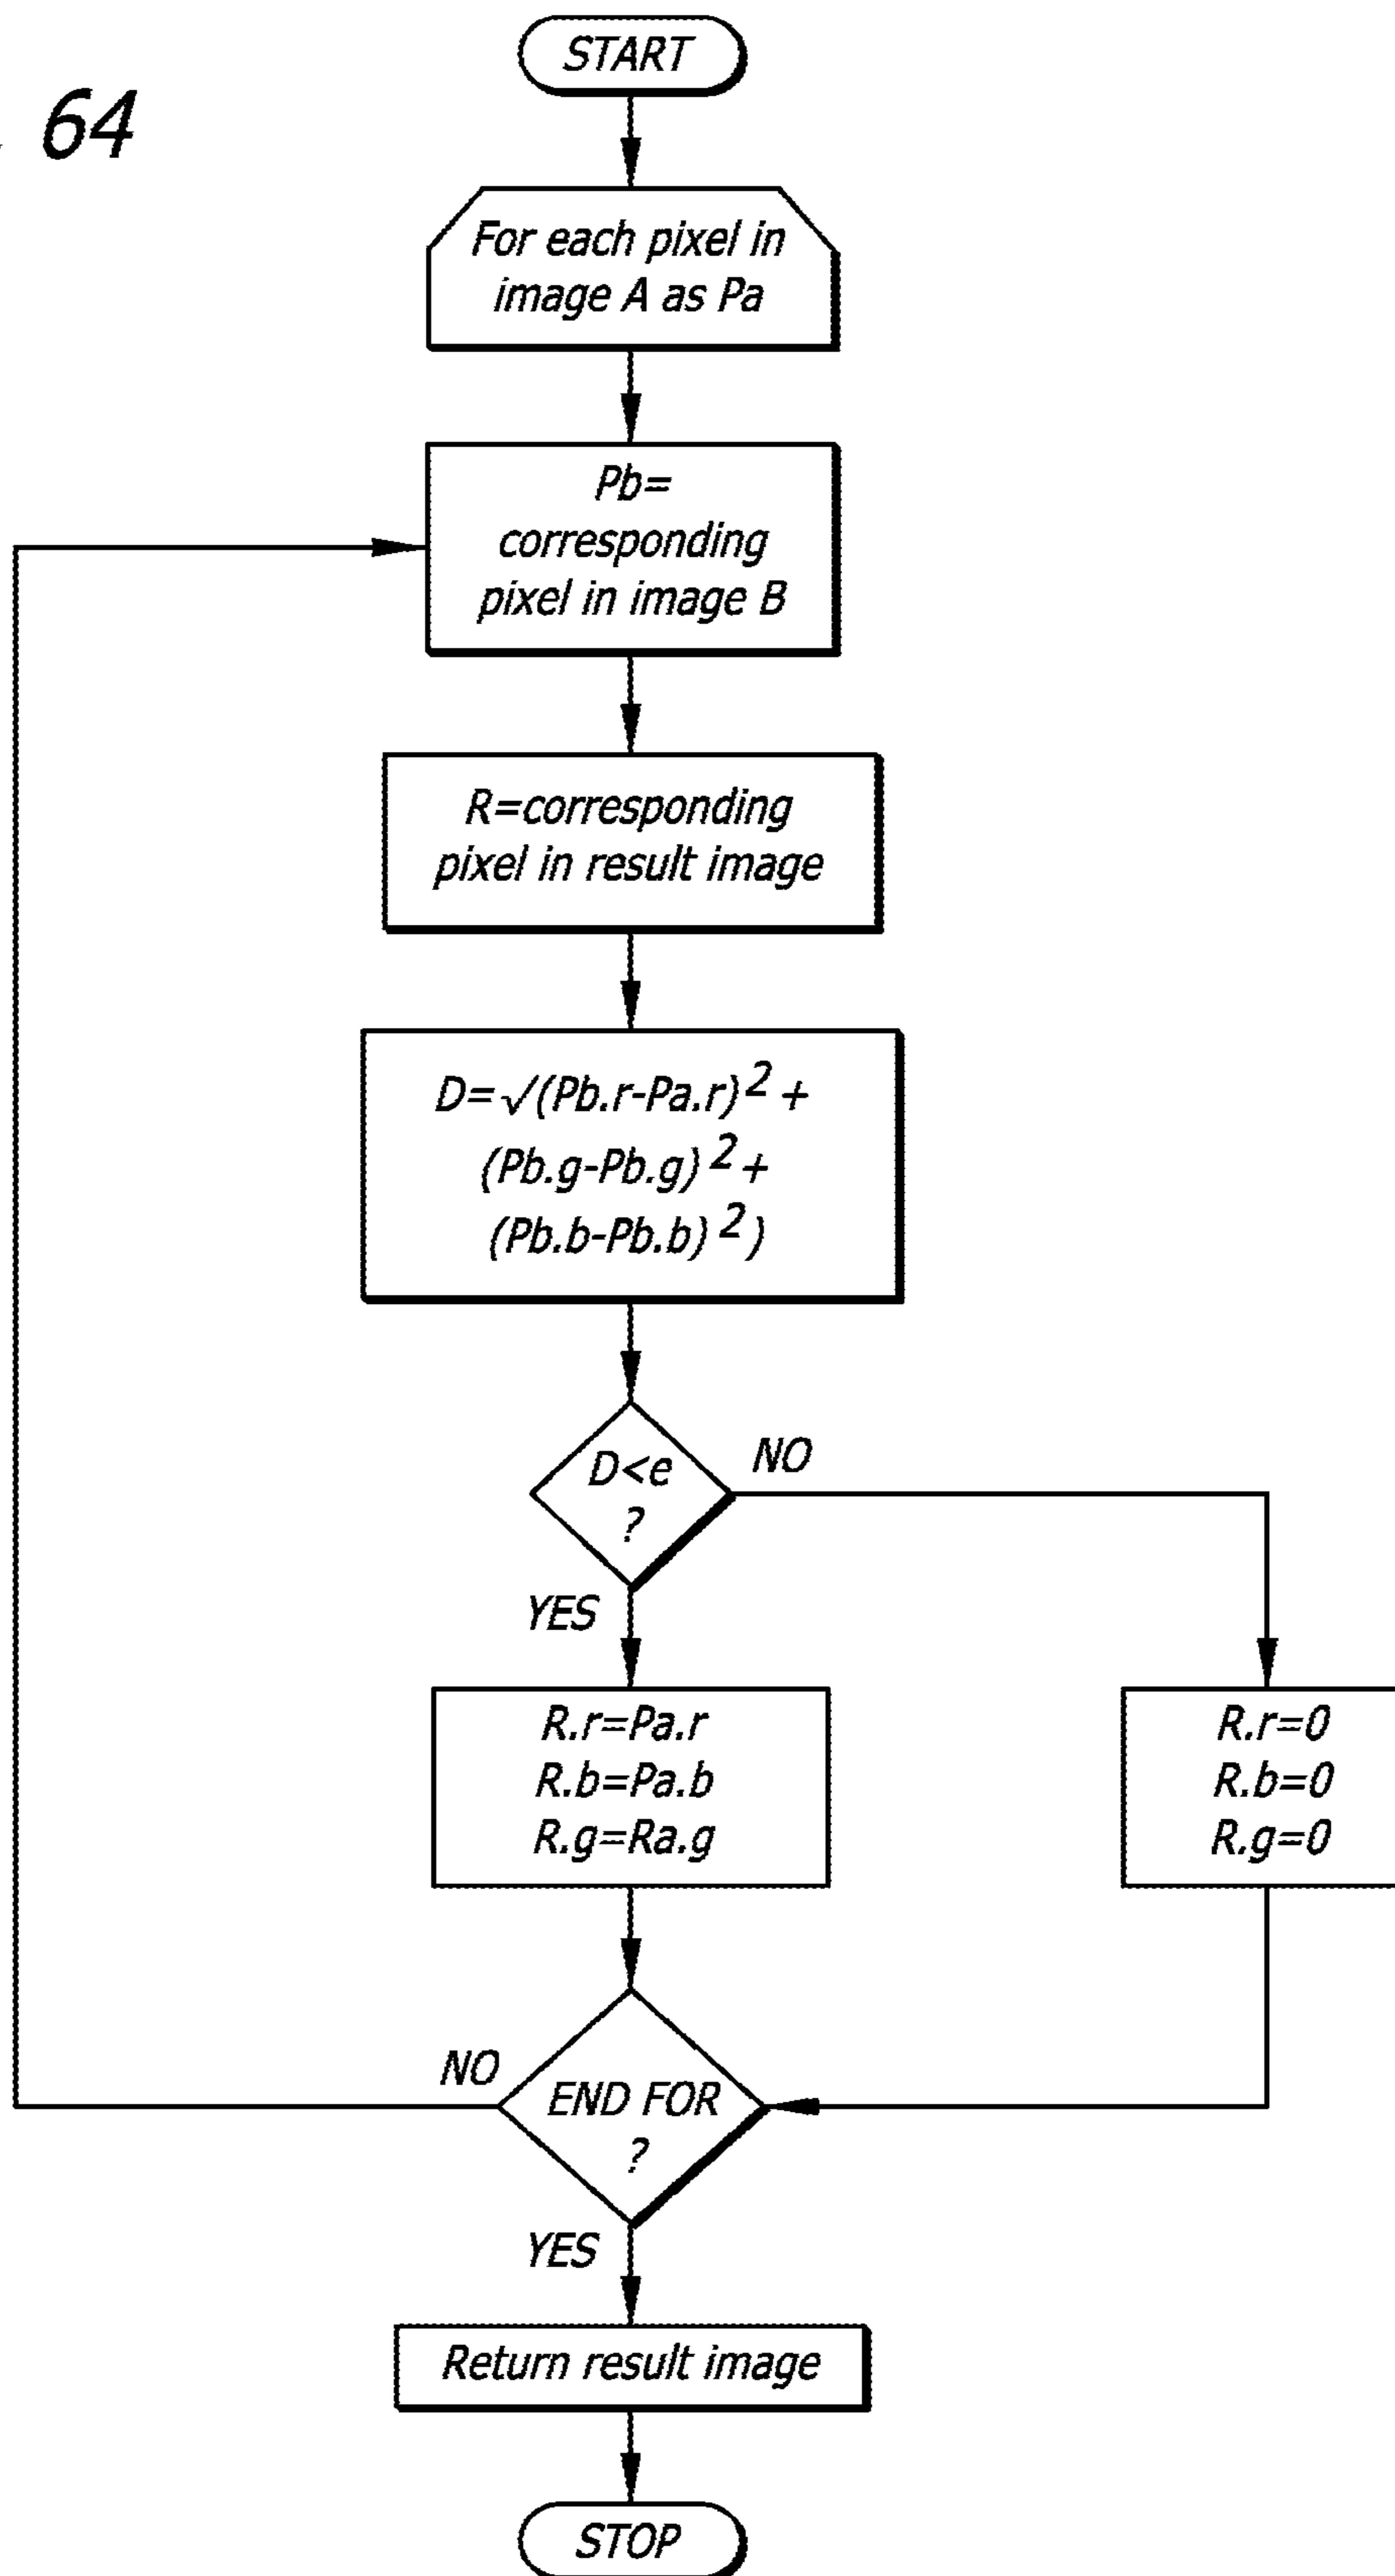 64
START
For each pixel in
image A as Pa
Pb=
corresponding
pixel in image B
R=corresponding
pixel in result image
D=√(Pb.r-Pa.r)² +
(Pb.g-Pb.g)²+
(Pb.b-Pb.b)²)
D<e
?
NO
YES
R.r=Pa.r
R.b=Pa.b
R.g=Ra.g
R.r=0
R.b=0
R.g=0
NO
END FOR
?
YES
Return result image
STOP